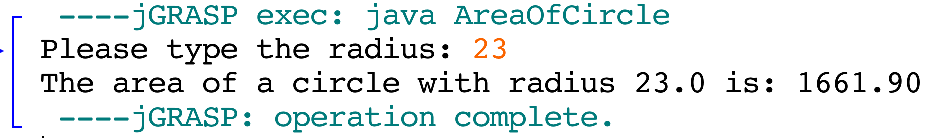 ----jGRASP exec: java AreaOfCircle
Please type the radius: 23
The area of a circle with radius 23.0 is: 1661.90
----jGRASP: operation complete.